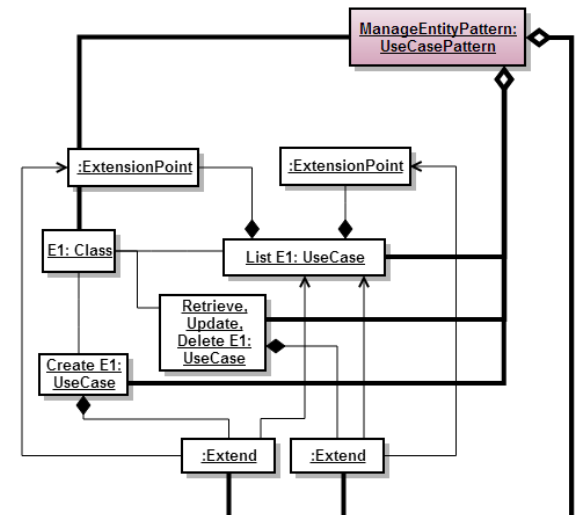 ManageEntityPattern:
UseCasePattern
:ExtensionPoint
:ExtensionPoint
E1: Class
List E1: UseCase
Retrieve,
Update,
Delete E1:
UseCase
Create E1:
UseCase
:Extend
:Extend